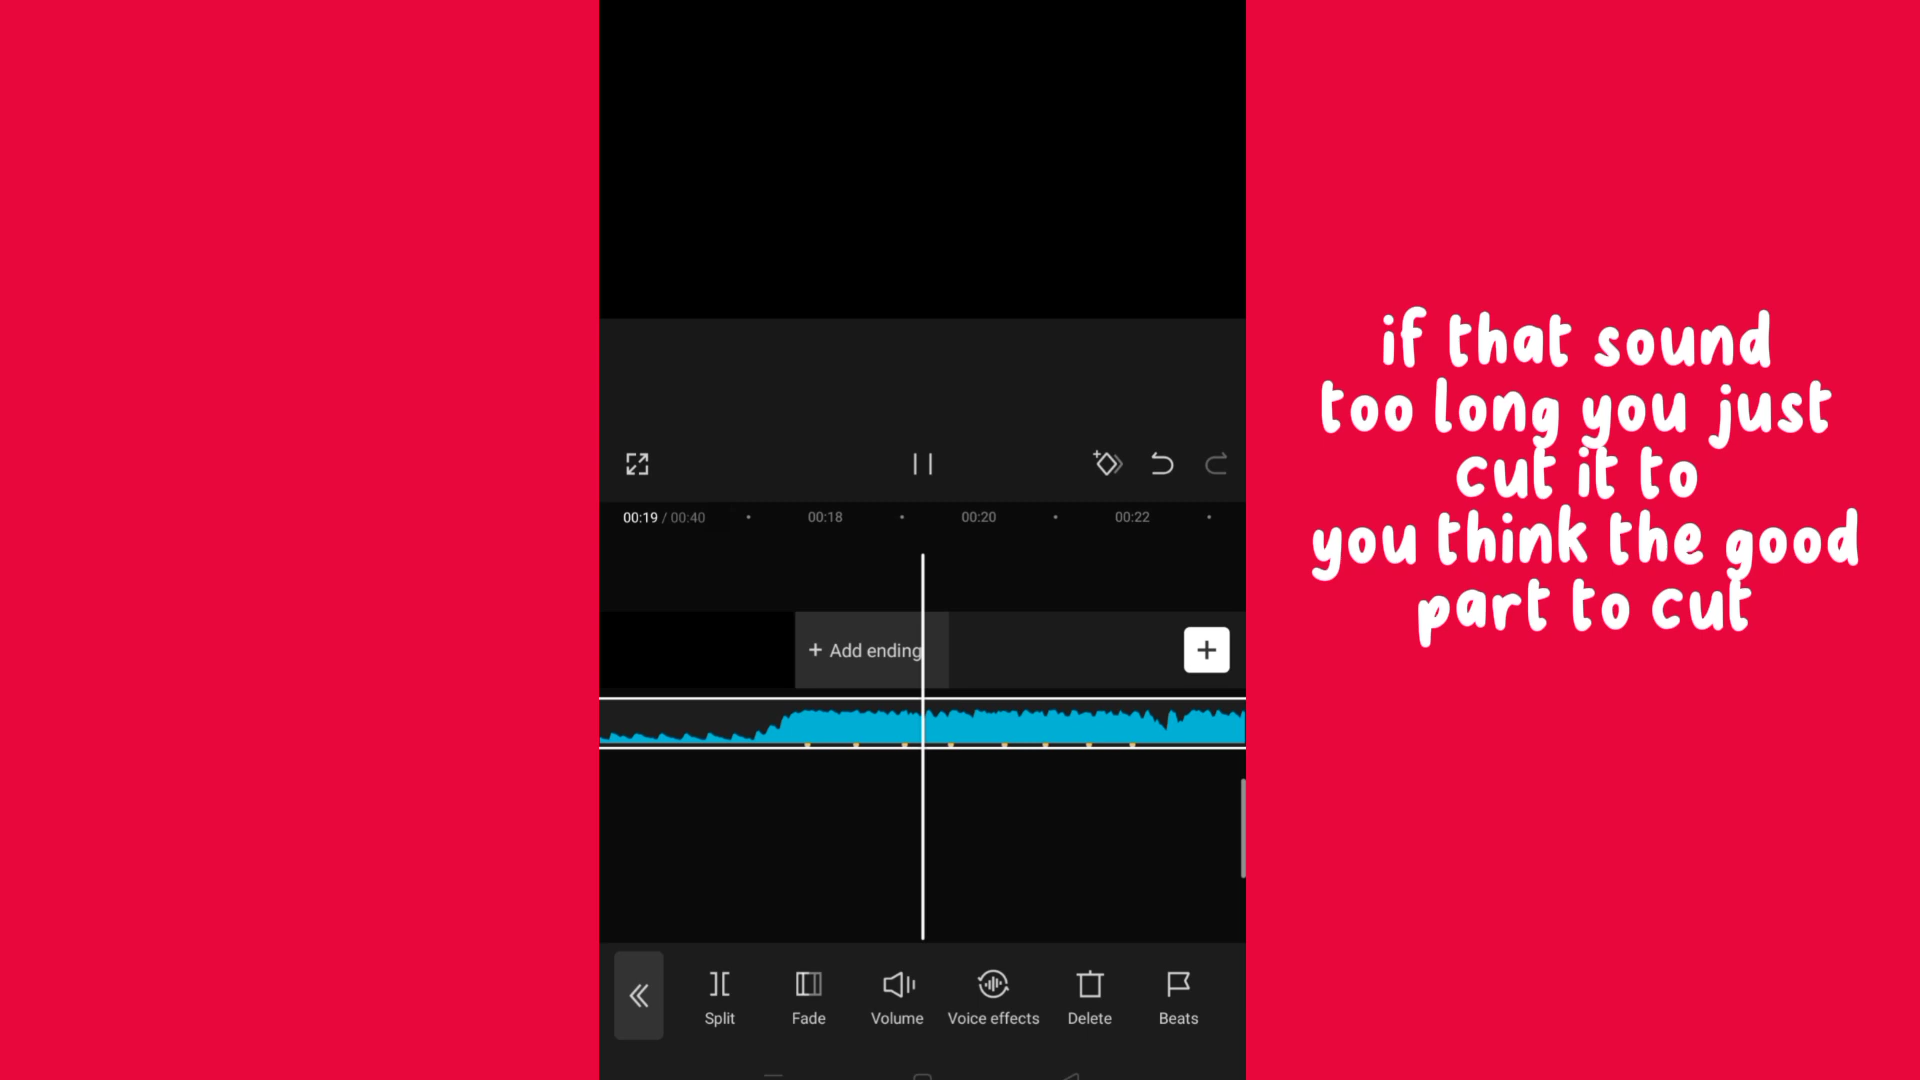 if that sound
too long you just
cut it to
you think the good
part to cut
00:19 / 00:40
00:18
00:20
00:22
+ Add ending
Split
Fade
Volume
Voice effects
Delete
Beats